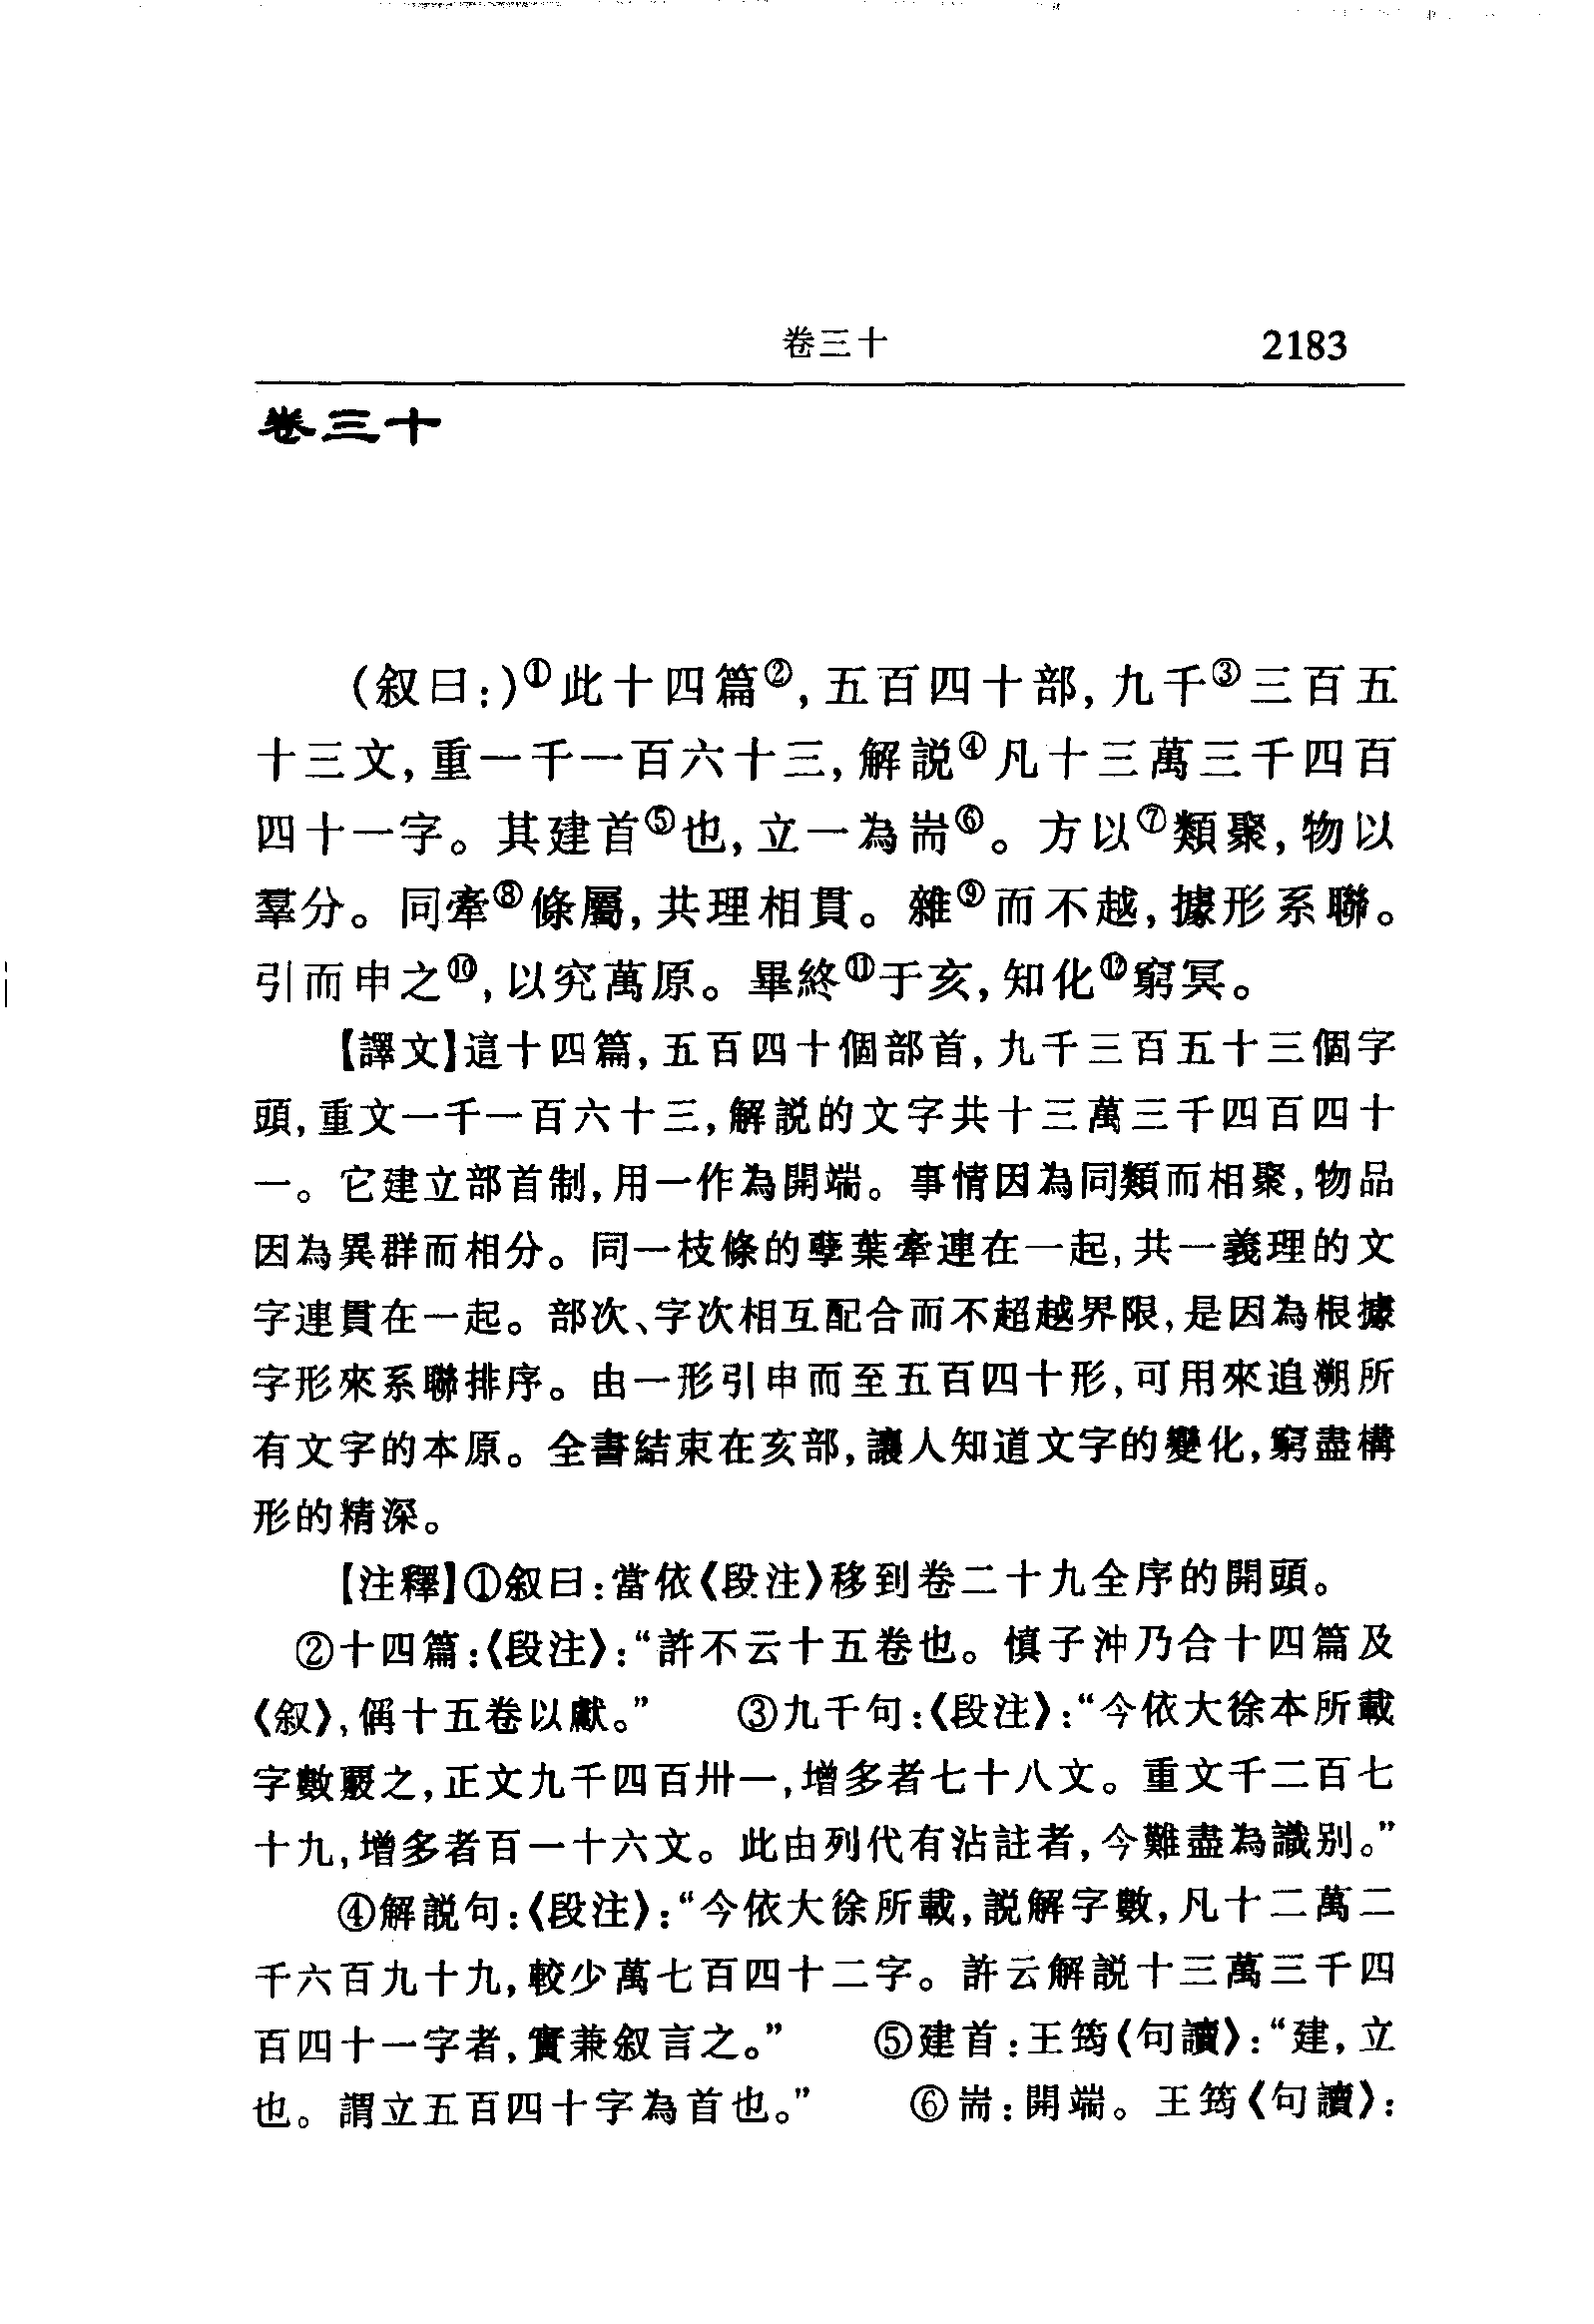 卷三十 2183
卷三十
(叙曰:)①此十四篇②,五百四十部,九千③三百五
十三文,重一千一百六十三,解説④凡十三萬三千四百
四十一字。其建首⑤也,立一為耑⑥。方以⑦類聚,物以
羣分。同牽⑧條屬,共理相貫。雜⑨而不越,據形系聯。
引而申之⑩,以究萬原。畢終⑪于亥,知化⑫窮冥。
【譯文】這十四篇,五百四十個部首,九千三百五十三個字
頭,重文一千一百六十三,解説的文字共十三萬三千四百四十
一。它建立部首制,用一作為開端。事情因為同類而相聚,物品
因為異群而相分。同一枝條的孽葉牽連在一起,共一義理的文
字連貫在一起。部次、字次相互配合而不超越界限,是因為根據
字形來系聯排序。由一形引申而至五百四十形,可用來追溯所
有文字的本原。全書結束在亥部,讓人知道文字的變化,窮盡構
形的精深。
【注釋】①叙曰:當依《段注》移到卷二十九全序的開頭。
②十四篇:《段注》:“許不云十五卷也。慎子沖乃合十四篇及
《叙》,偁十五卷以獻。” ③九千句:《段注》:“今依大徐本所載
字數覈之,正文九千四百卅一,增多者七十八文。重文千二百七
十九,增多者百一十六文。此由列代有沾註者,今難盡為識别。”
④解説句:《段注》:“今依大徐所載,説解字數,凡十二萬二
千六百九十九,較少萬七百四十二字。許云解説十三萬三千四
百四十一字者,實兼叙言之。” ⑤建首:王筠《句讀》:“建,立
也。謂立五百四十字為首也。” ⑥耑:開端。王筠《句讀》: